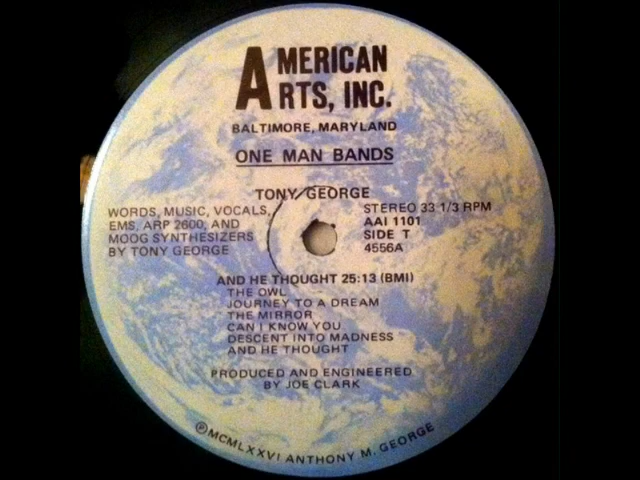 AMERICAN
ARTS, INC.
BALTIMORE, MARYLAND
ONE MAN BANDS
TONY GEORGE
WORDS, MUSIC, VOCALS,
EMS, ARP 2600, AND
MOOG SYNTHESIZERS
BY TONY GEORGE
STEREO 33 1/3 RPM
AAI 1101
SIDE T
4556A
AND HE THOUGHT 25:13 (BMI)
THE OWL
JOURNEY TO A DREAM
THE MIRROR
CAN I KNOW YOU
DESCENT INTO MADNESS
AND HE THOUGHT
PRODUCED AND ENGINEERED
BY JOE CLARK
℗MCMLXXVI ANTHONY M. GEORGE